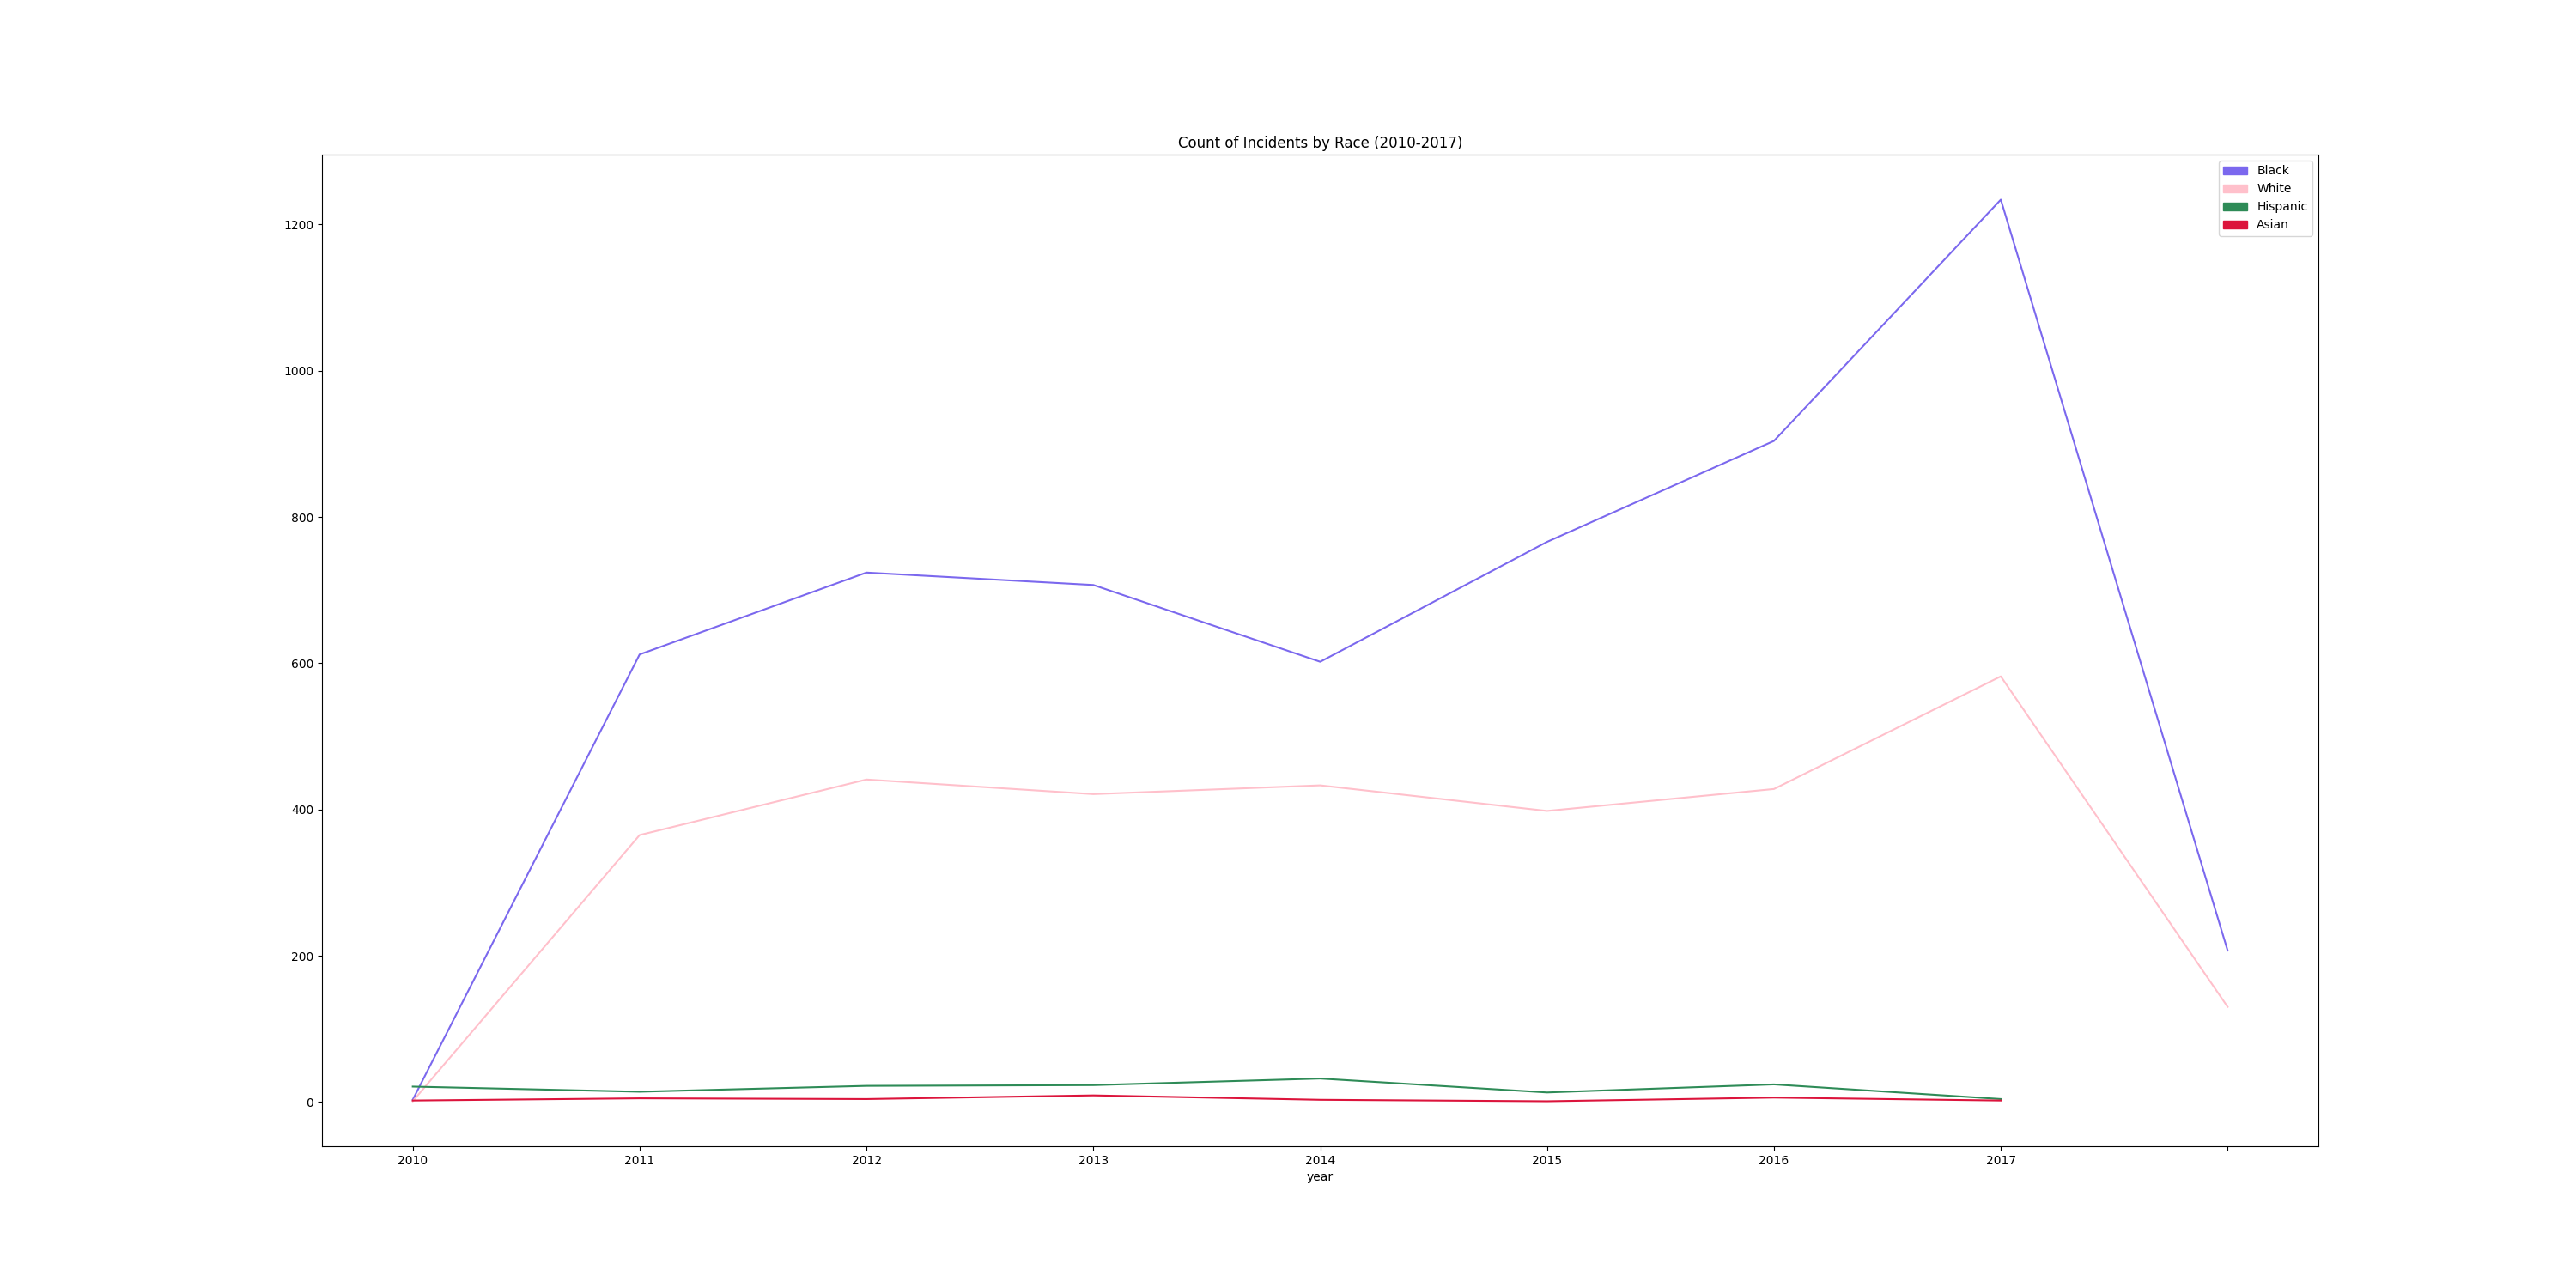 Count of Incidents by Race (2010-2017)
Black
White
Hispanic
Asian
1200
1000
800
600
400
200
0
2010 2011 2012 2013 2014 2015 2016 2017
year